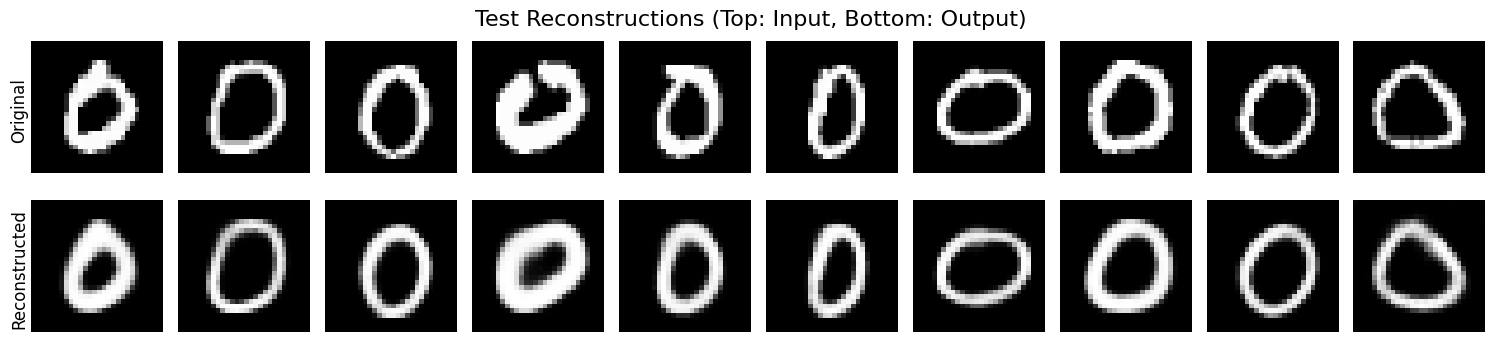 Test Reconstructions (Top: Input, Bottom: Output)
Original
Reconstructed